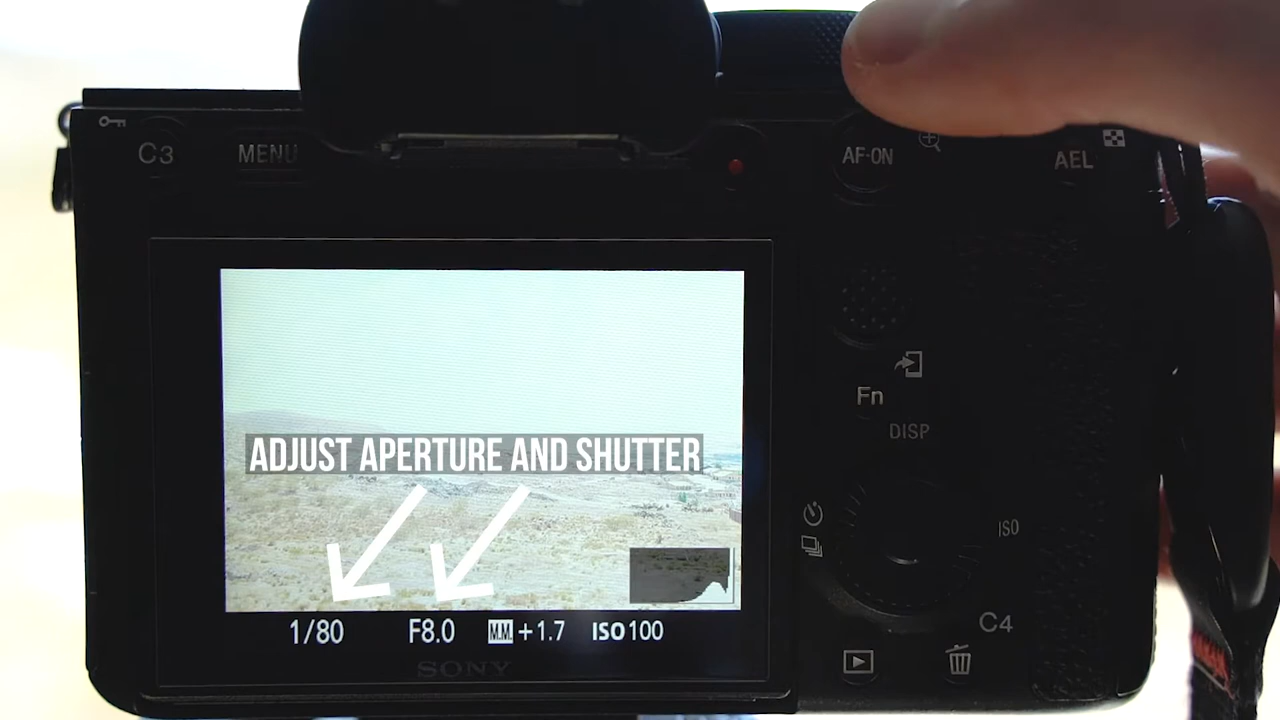 C3
MENU
AF-ON
AEL
Fn
DISP
ISO
C4
ADJUST APERTURE AND SHUTTER
1/80 F8.0 M.M. +1.7 ISO 100
SONY